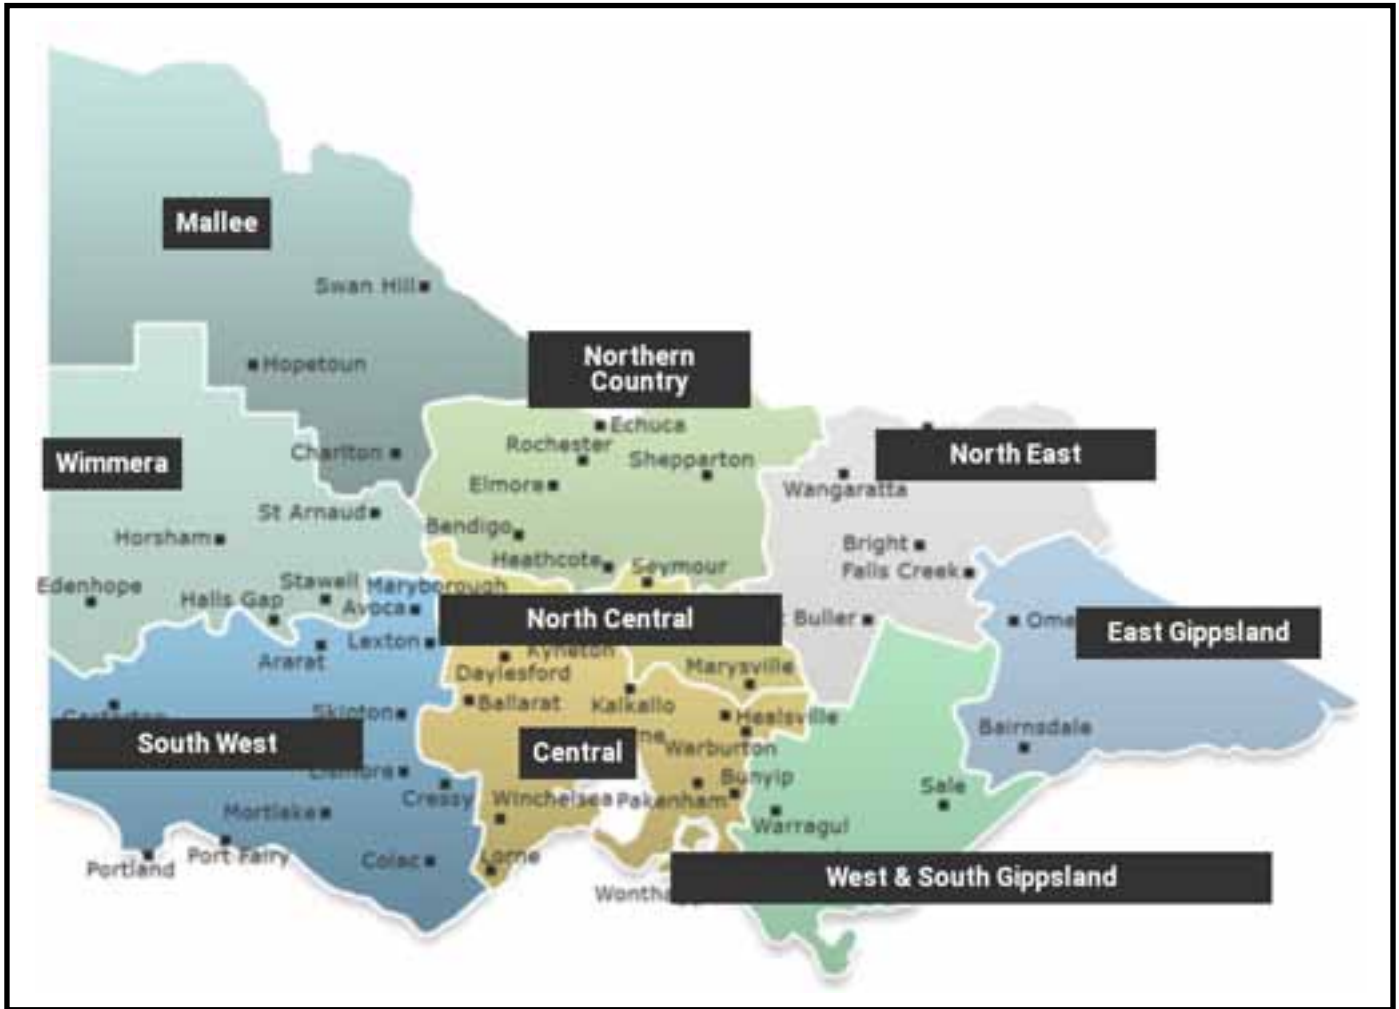 Mallee
Swan Hill
Hopetoun
Northern
Country
Echuca
Rochester
Shepparton
North East
Charlton
Wimmera
Elmore
Wangaratta
St Arnaud
Bendigo
Horsham
Heathcote
Seymour
Bright
Falls Creek
Edenhope
Stawell
Maryborough
Halls Gap
Avoca
North Central
Buller
Ome
East Gippsland
Lexton
Kyneton
Ararat
Daylesford
Marysville
Skipton
Ballarat
Kalkallo
Healsville
Bairnsdale
South West
Central
Warburton
Cressy
Winchelsea
Pakenham
Bunyip
Sale
Mortlake
Warragul
Portland
Port Fairy
Colac
Lorne
West & South Gippsland
Wontha